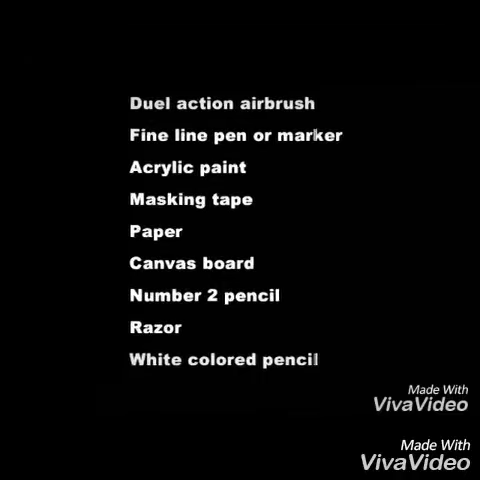 Duel action airbrush
Fine line pen or marker
Acrylic paint
Masking tape
Paper
Canvas board
Number 2 pencil
Razor
White colored pencil
Made With
VivaVideo
Made With
VivaVideo